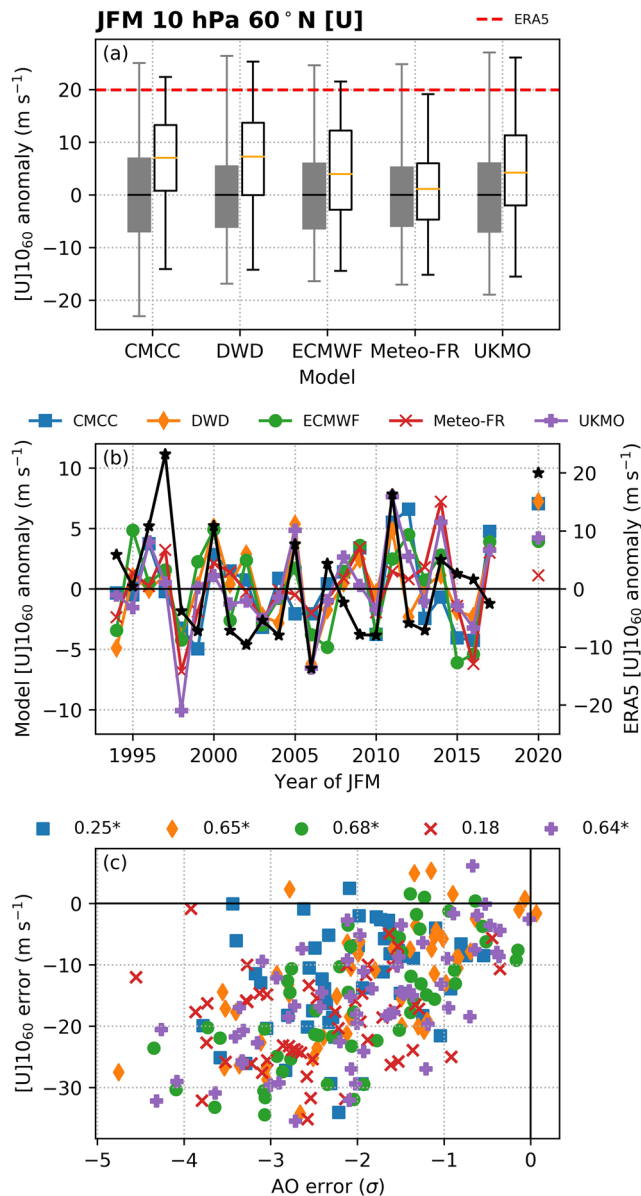 JFM 10 hPa 60°N [U]
ERA5
(a)
[U]10₆₀ anomaly (m s⁻¹)
20
10
0
−10
−20
CMCC DWD ECMWF Meteo-FR UKMO
Model
CMCC DWD ECMWF Meteo-FR UKMO
(b)
Model [U]10₆₀ anomaly (m s⁻¹)
10
5
0
−5
−10
ERA5 [U]10₆₀ anomaly (m s⁻¹)
20
10
0
−10
−20
1995 2000 2005 2010 2015 2020
Year of JFM
0.25* 0.65* 0.68* 0.18 0.64*
(c)
[U]10₆₀ error (m s⁻¹)
0
−10
−20
−30
−5 −4 −3 −2 −1 0
AO error (σ)